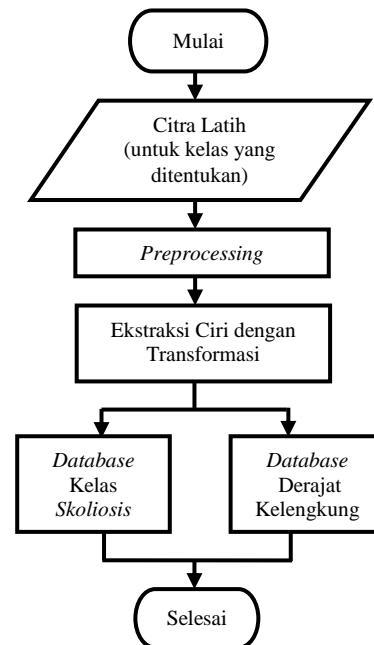 Mulai
Citra Latih
(untuk kelas yang
ditentukan)
Preprocessing
Ekstraksi Ciri dengan
Transformasi
Database
Kelas
Skoliosis
Database
Derajat
Kelengkung
Selesai